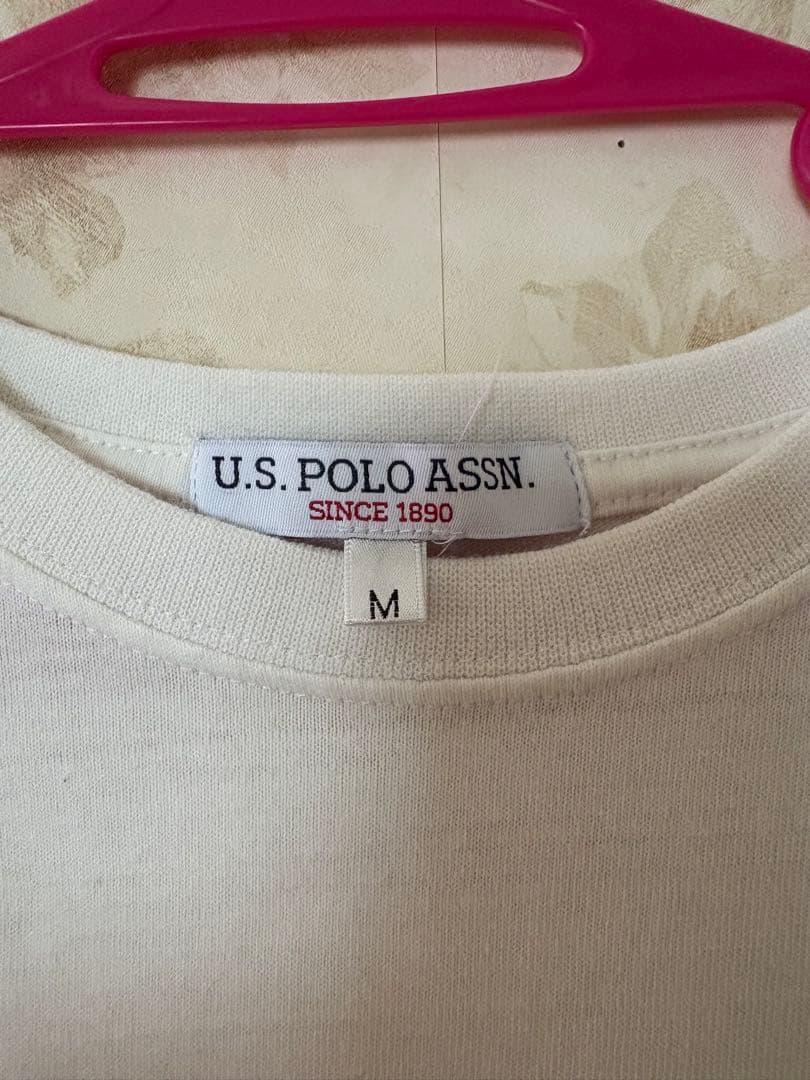 U.S. POLO ASSN.
SINCE 1890
M